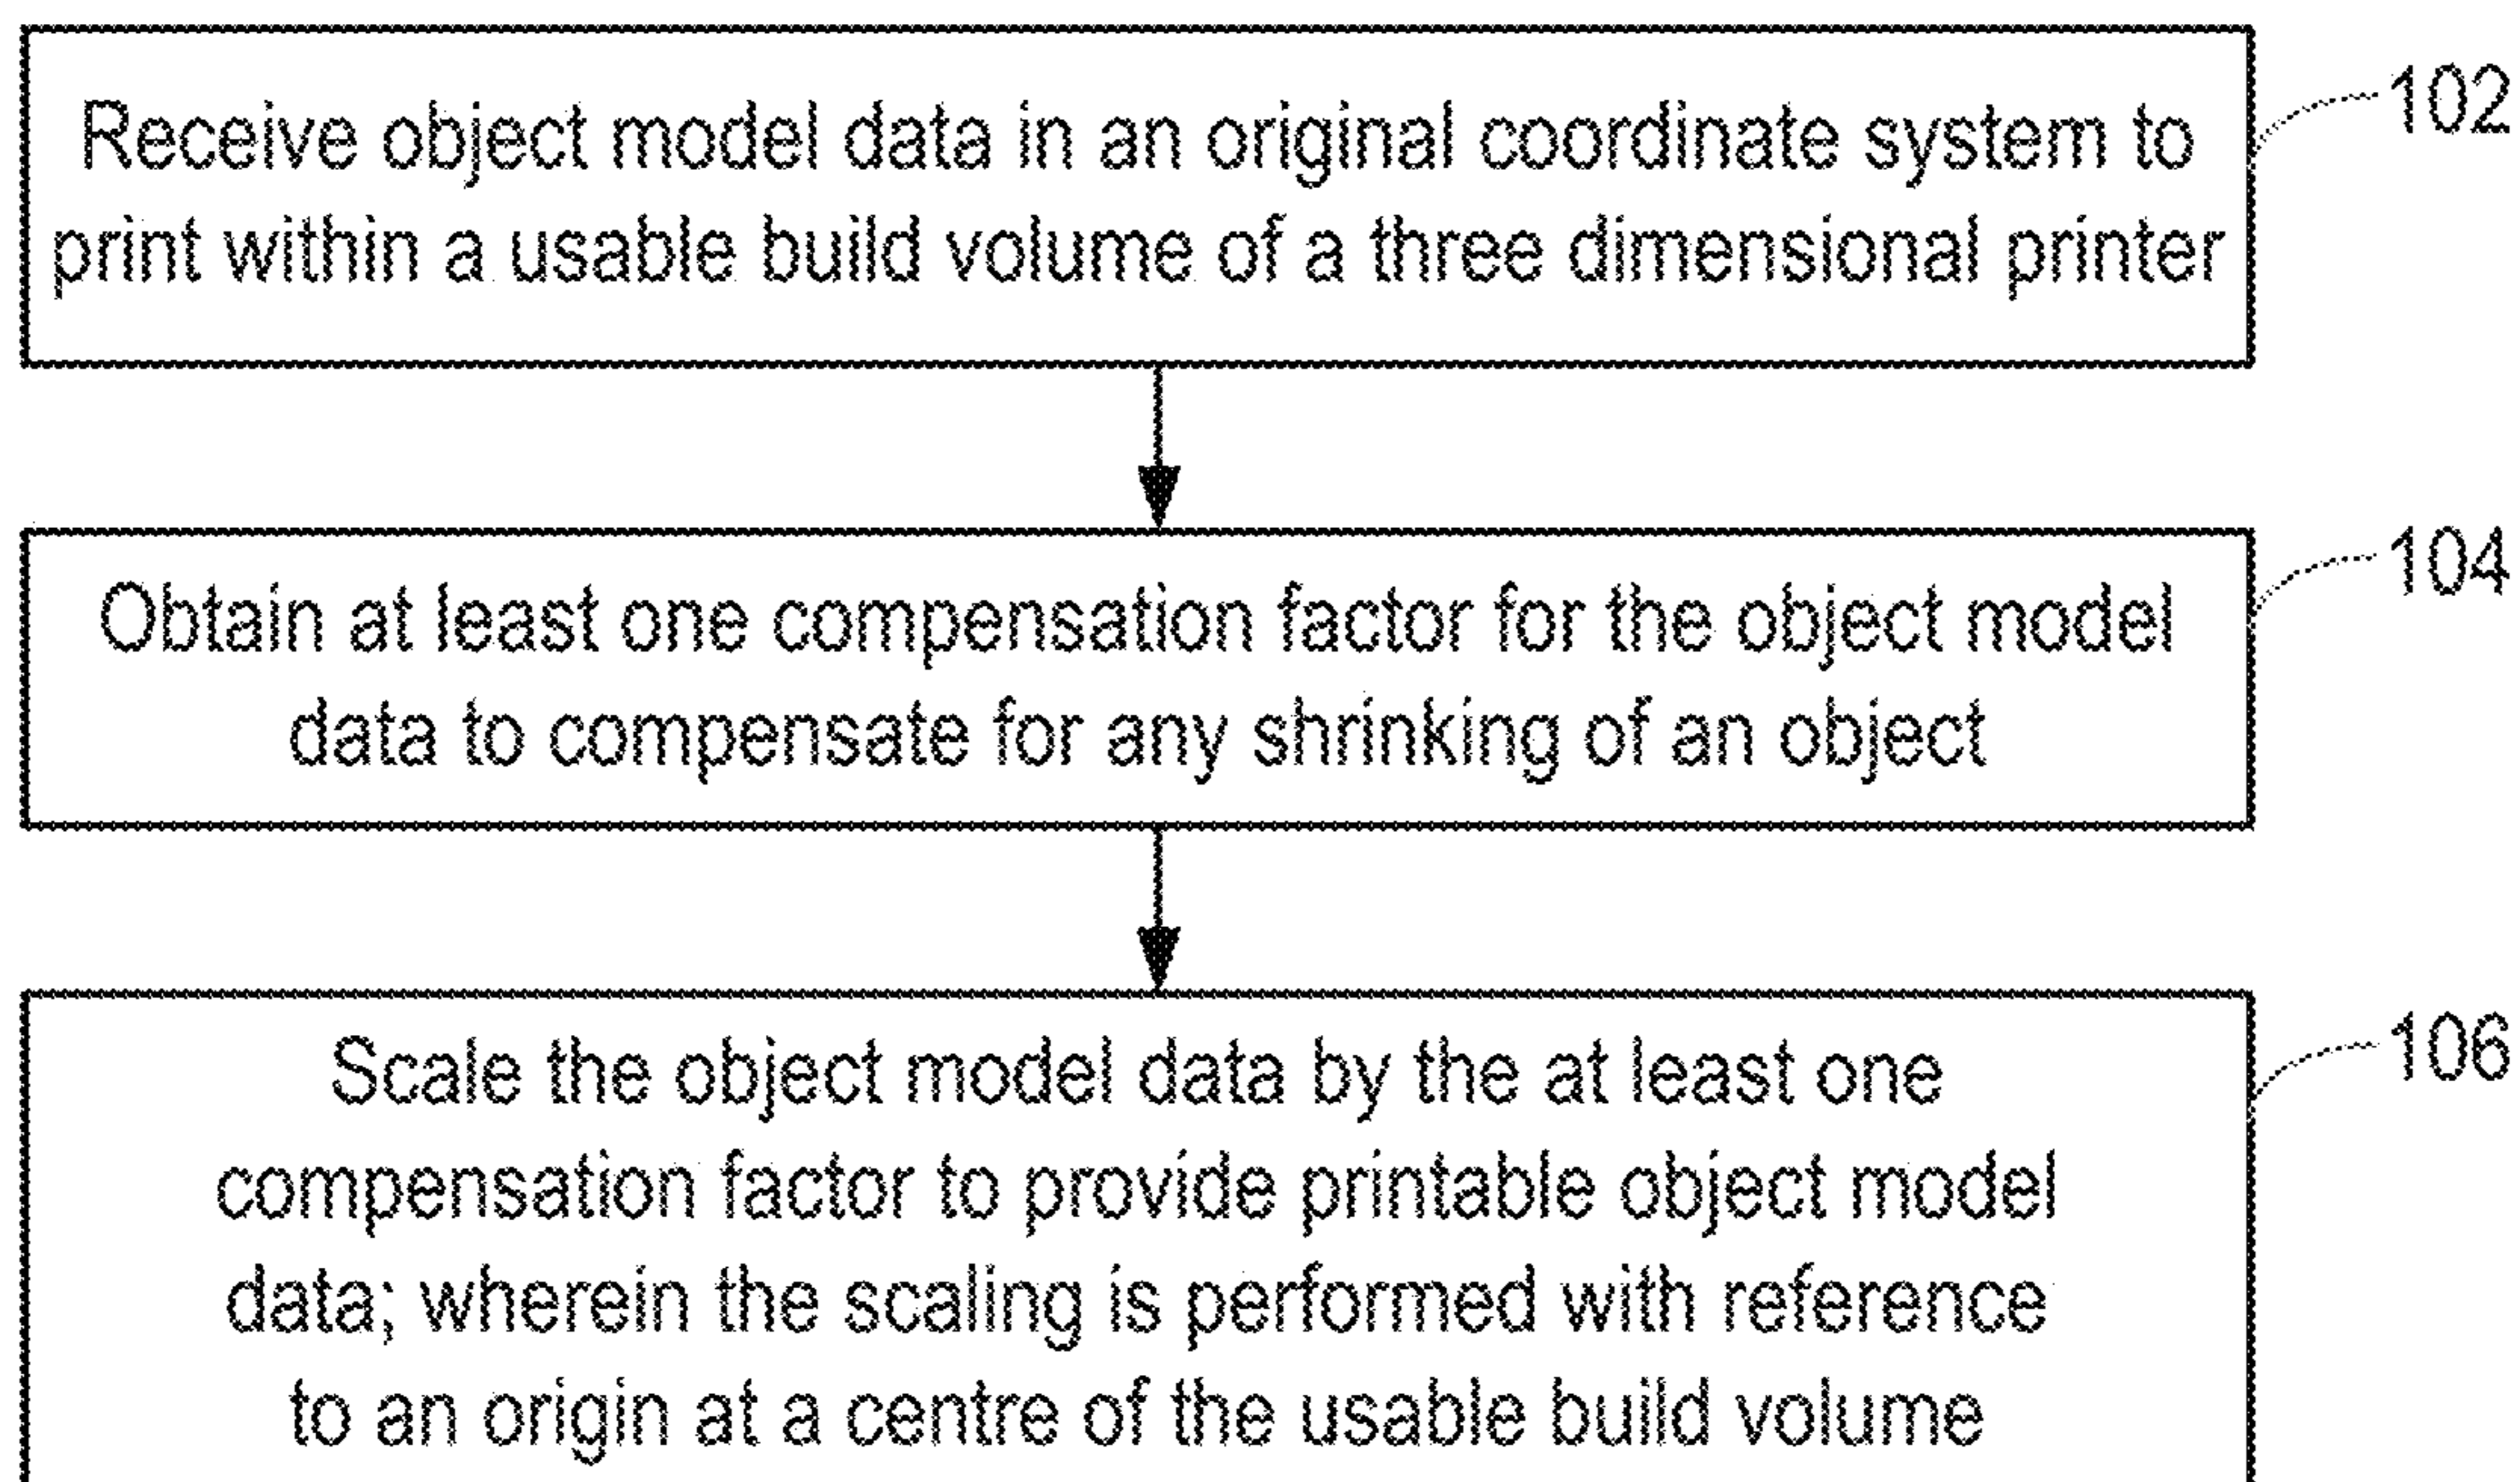 Receive object model data in an original coordinate system to
print within a usable build volume of a three dimensional printer
102
Obtain at least one compensation factor for the object model
data to compensate for any shrinking of an object
104
Scale the object model data by the at least one
compensation factor to provide printable object model
data; wherein the scaling is performed with reference
to an origin at a centre of the usable build volume
106